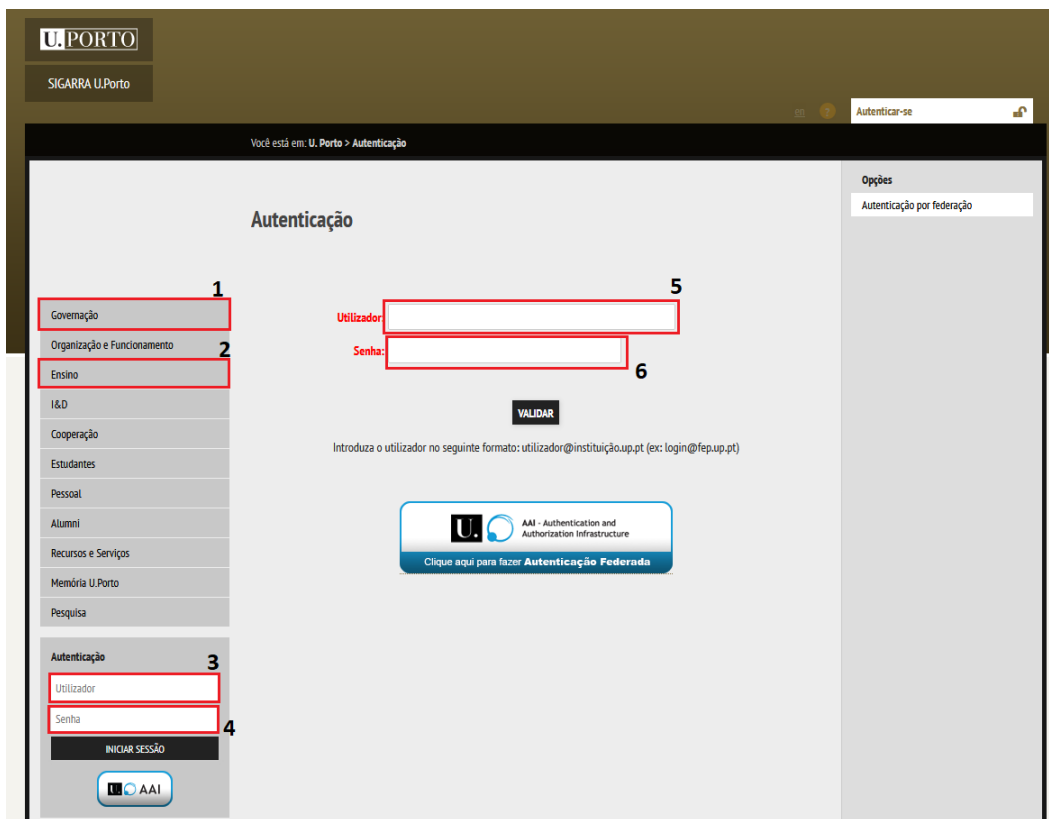 U. PORTO
SIGARRA U.Porto
en
?
Autenticar-se
Você está em: U. Porto > Autenticação
Opções
Autenticação por federação
Autenticação
1
Governação
Organização e Funcionamento
2
Ensino
I&D
Cooperação
Estudantes
Pessoal
Alumni
Recursos e Serviços
Memória U.Porto
Pesquisa
Autenticação
3
Utilizador
Senha
4
INICIAR SESSÃO
U. AAI
5
Utilizador:
Senha:
6
VALIDAR
Introduza o utilizador no seguinte formato: utilizador@instituição.up.pt (ex: login@fep.up.pt)
U.
AAI - Authentication and
Authorization Infrastructure
Clique aqui para fazer Autenticação Federada